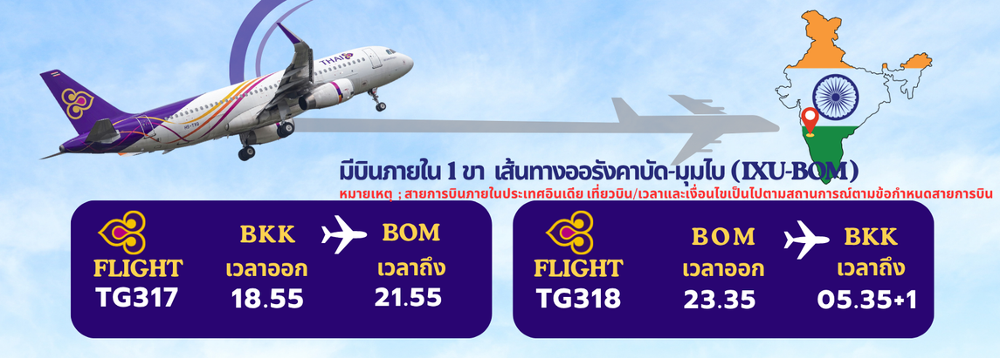 THAI
HS-TXQ
มีบินภายใน 1 ขา เส้นทางออรังคาบัด-มุมไบ (IXU-BOM)
หมายเหตุ ; สายการบินภายในประเทศอินเดีย เที่ยวบิน/เวลาและเงื่อนไขเป็นไปตามสถานการณ์ตามข้อกำหนดสายการบิน
FLIGHT
TG317
BKK BOM
เวลาออก เวลาถึง
18.55 21.55
FLIGHT
TG318
BOM BKK
เวลาออก เวลาถึง
23.35 05.35+1